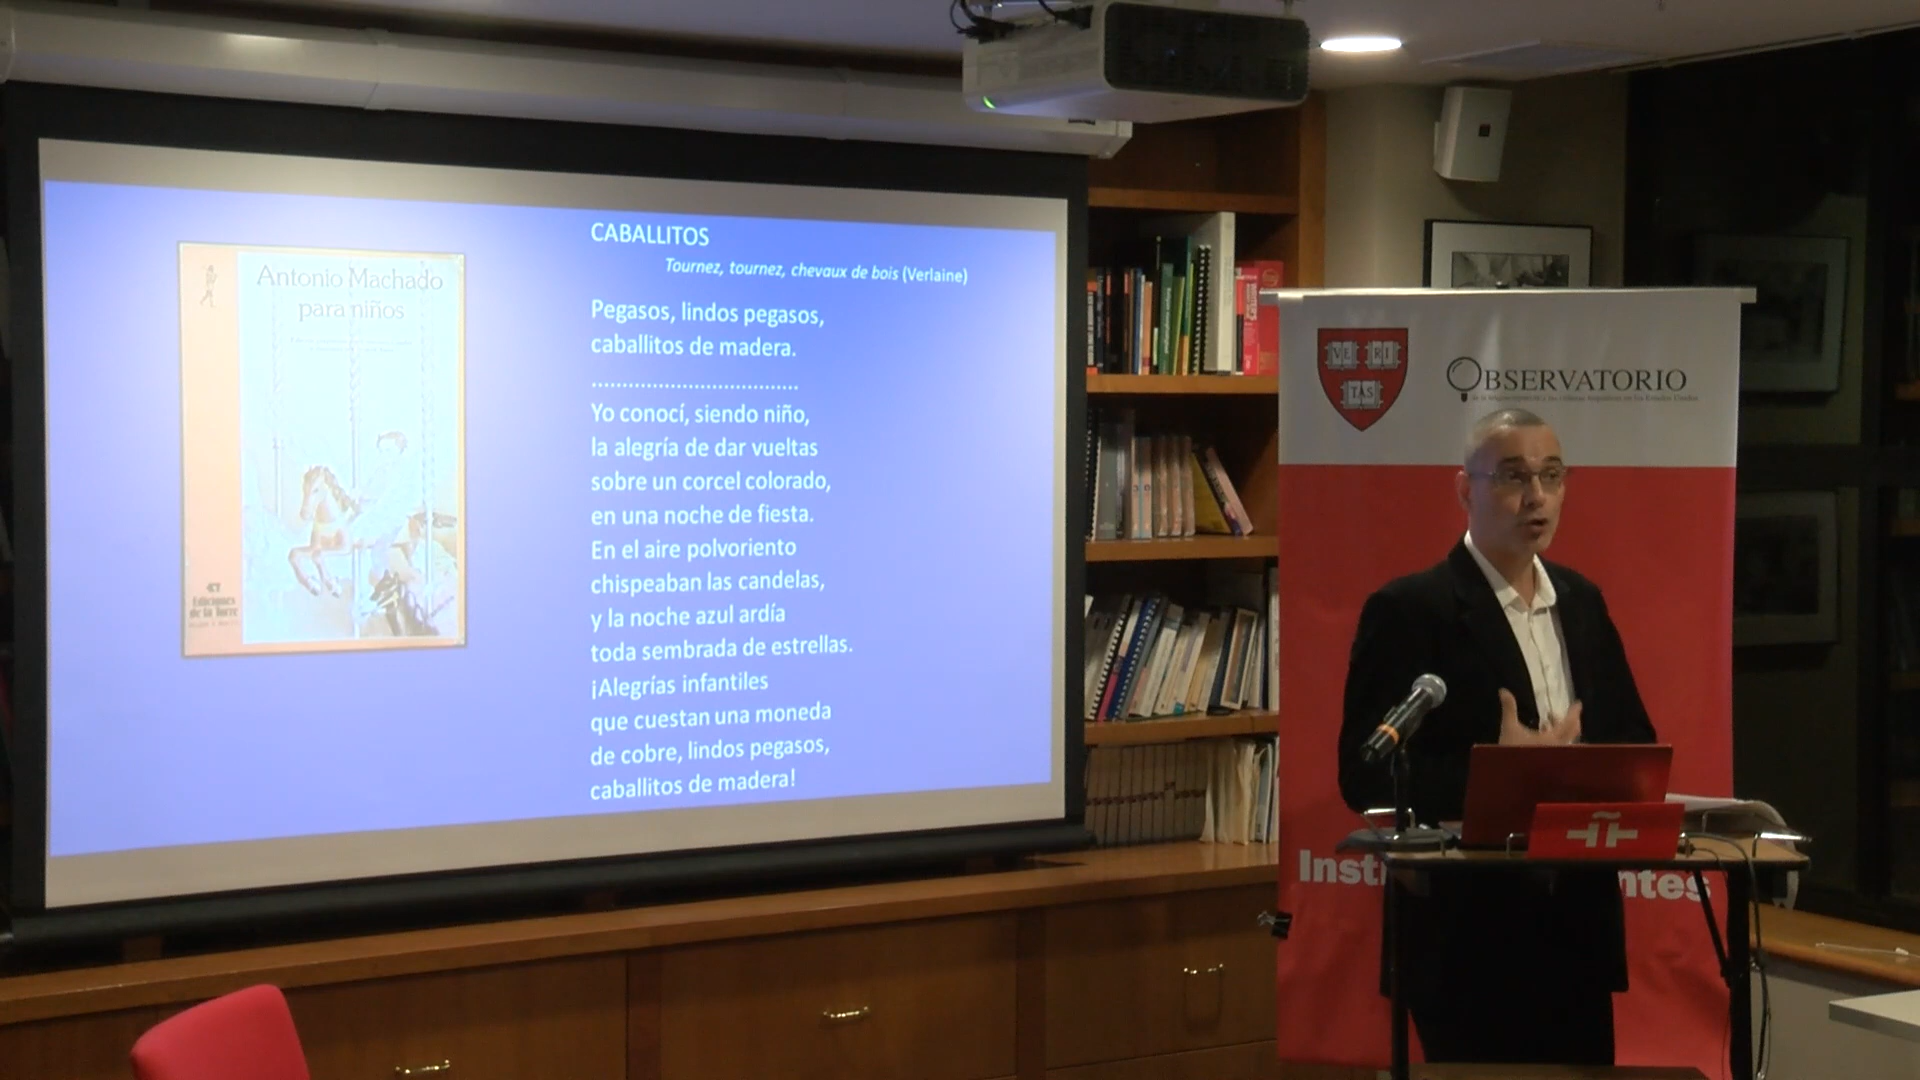 Antonio Machado
para niños
Ediciones
de la Torre
CABALLITOS
Tournez, tournez, chevaux de bois (Verlaine)
Pegasos, lindos pegasos,
caballitos de madera.
..................................
Yo conocí, siendo niño,
la alegría de dar vueltas
sobre un corcel colorado,
en una noche de fiesta.
En el aire polvoriento
chispeaban las candelas,
y la noche azul ardía
toda sembrada de estrellas.
¡Alegrías infantiles
que cuestan una moneda
de cobre, lindos pegasos,
caballitos de madera!
VE RI
TAS
OBSERVATORIO
Inst ntes